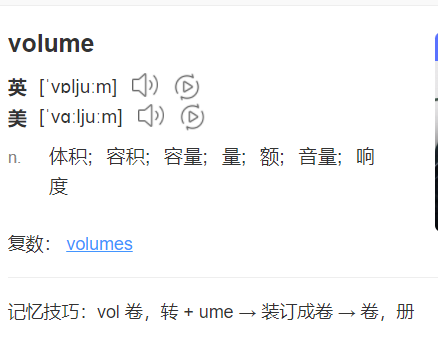 volume
英 [ˈvɒljuːm]
美 [ˈvɑːljuːm]
n. 体积；容积；容量；量；额；音量；响
度
复数： volumes
记忆技巧：vol 卷，转 + ume → 装订成卷 → 卷，册